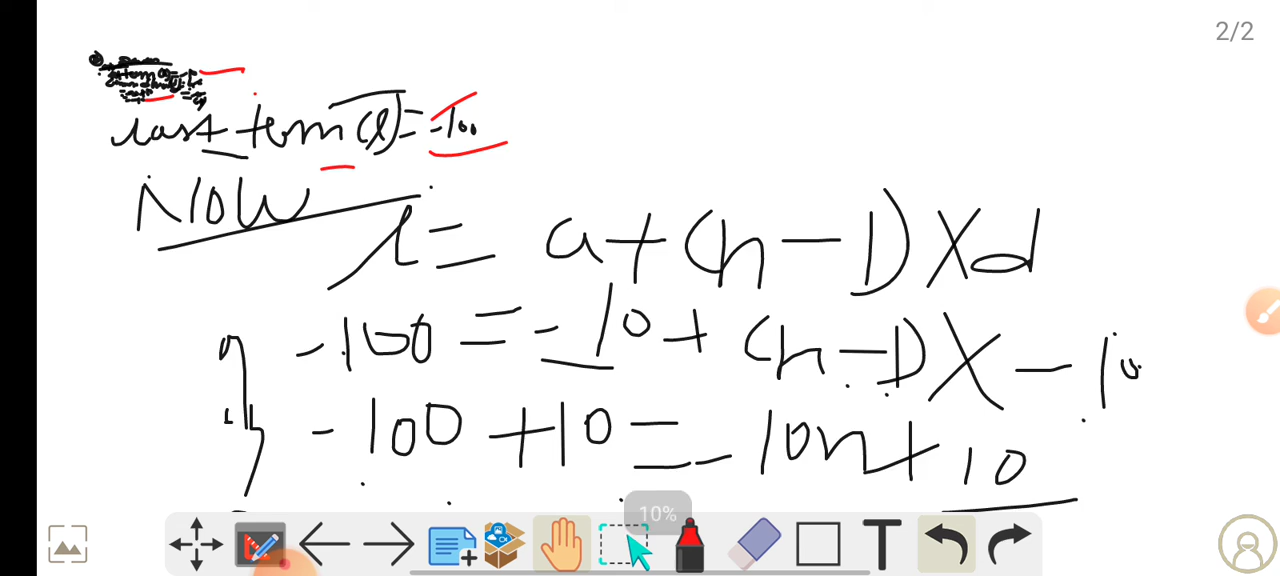 2/2
last term (l) = -100
NOW
l = a + (n - 1) X d
-100 = -10 + (n - 1) X - 10
-100 + 10 = -10n + 10
10%
T